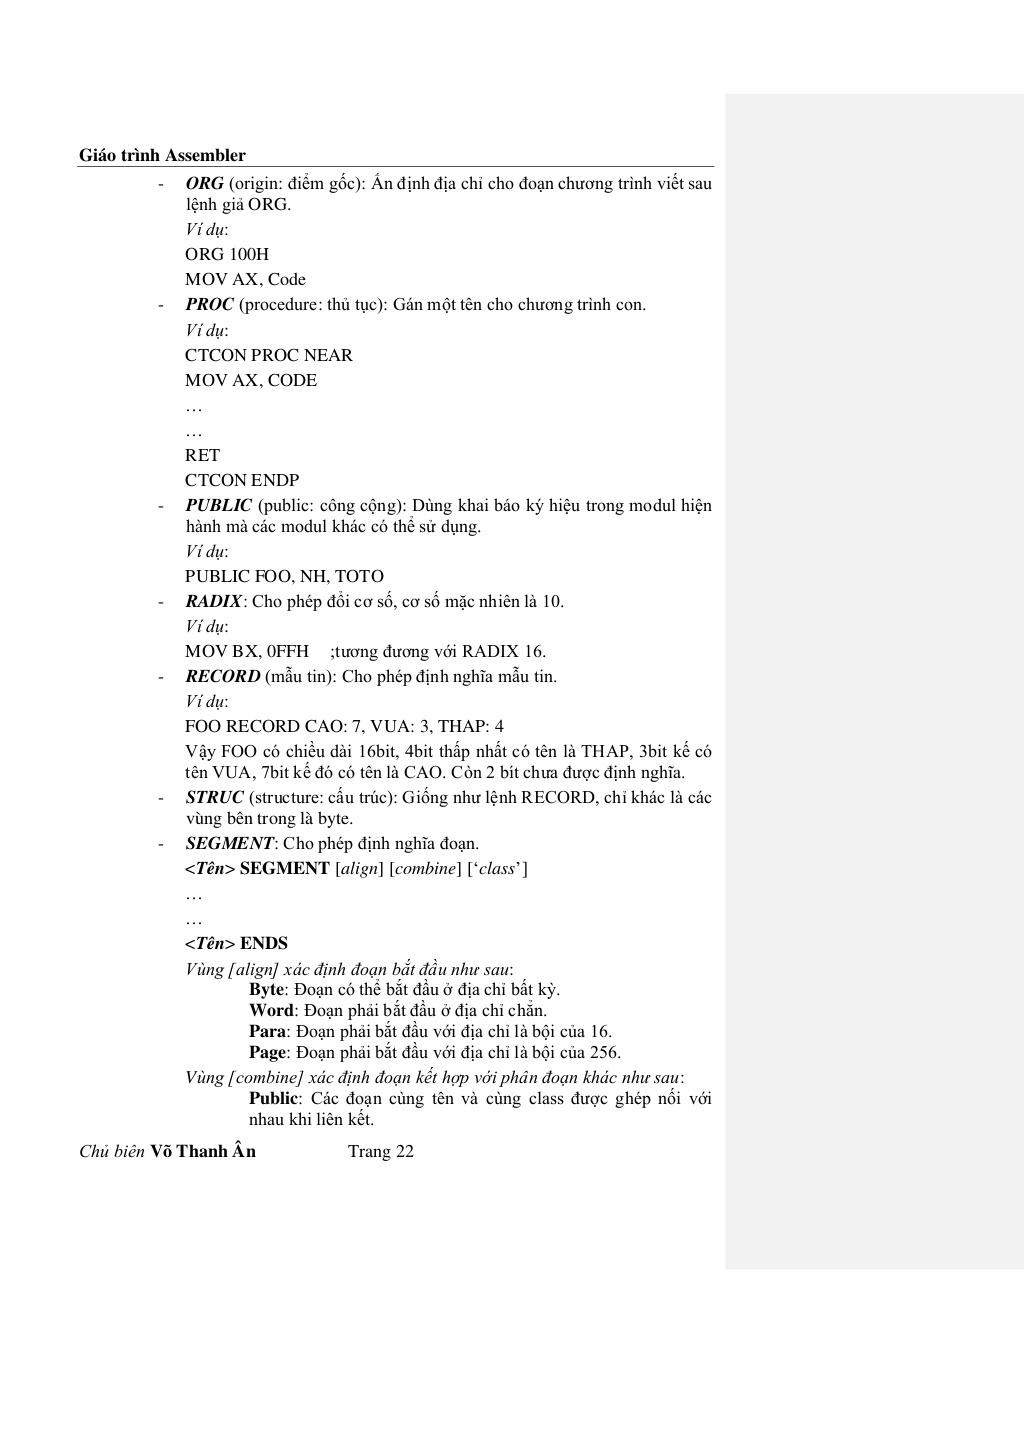 Giáo trình Assembler
- ORG (origin: điểm gốc): Ấn định địa chỉ cho đoạn chương trình viết sau
lệnh giả ORG.
Ví dụ:
ORG 100H
MOV AX, Code
- PROC (procedure: thủ tục): Gán một tên cho chương trình con.
Ví dụ:
CTCON PROC NEAR
MOV AX, CODE
…
…
RET
CTCON ENDP
- PUBLIC (public: công cộng): Dùng khai báo ký hiệu trong modul hiện
hành mà các modul khác có thể sử dụng.
Ví dụ:
PUBLIC FOO, NH, TOTO
- RADIX: Cho phép đổi cơ số, cơ số mặc nhiên là 10.
Ví dụ:
MOV BX, 0FFH ;tương đương với RADIX 16.
- RECORD (mẫu tin): Cho phép định nghĩa mẫu tin.
Ví dụ:
FOO RECORD CAO: 7, VUA: 3, THAP: 4
Vậy FOO có chiều dài 16bit, 4bit thấp nhất có tên là THAP, 3bit kế có
tên VUA, 7bit kế đó có tên là CAO. Còn 2 bít chưa được định nghĩa.
- STRUC (structure: cấu trúc): Giống như lệnh RECORD, chỉ khác là các
vùng bên trong là byte.
- SEGMENT: Cho phép định nghĩa đoạn.
<Tên> SEGMENT [align] [combine] [‘class’]
…
…
<Tên> ENDS
Vùng [align] xác định đoạn bắt đầu như sau:
Byte: Đoạn có thể bắt đầu ở địa chỉ bất kỳ.
Word: Đoạn phải bắt đầu ở địa chỉ chẵn.
Para: Đoạn phải bắt đầu với địa chỉ là bội của 16.
Page: Đoạn phải bắt đầu với địa chỉ là bội của 256.
Vùng [combine] xác định đoạn kết hợp với phân đoạn khác như sau:
Public: Các đoạn cùng tên và cùng class được ghép nối với
nhau khi liên kết.
Chủ biên Võ Thanh Ân Trang 22